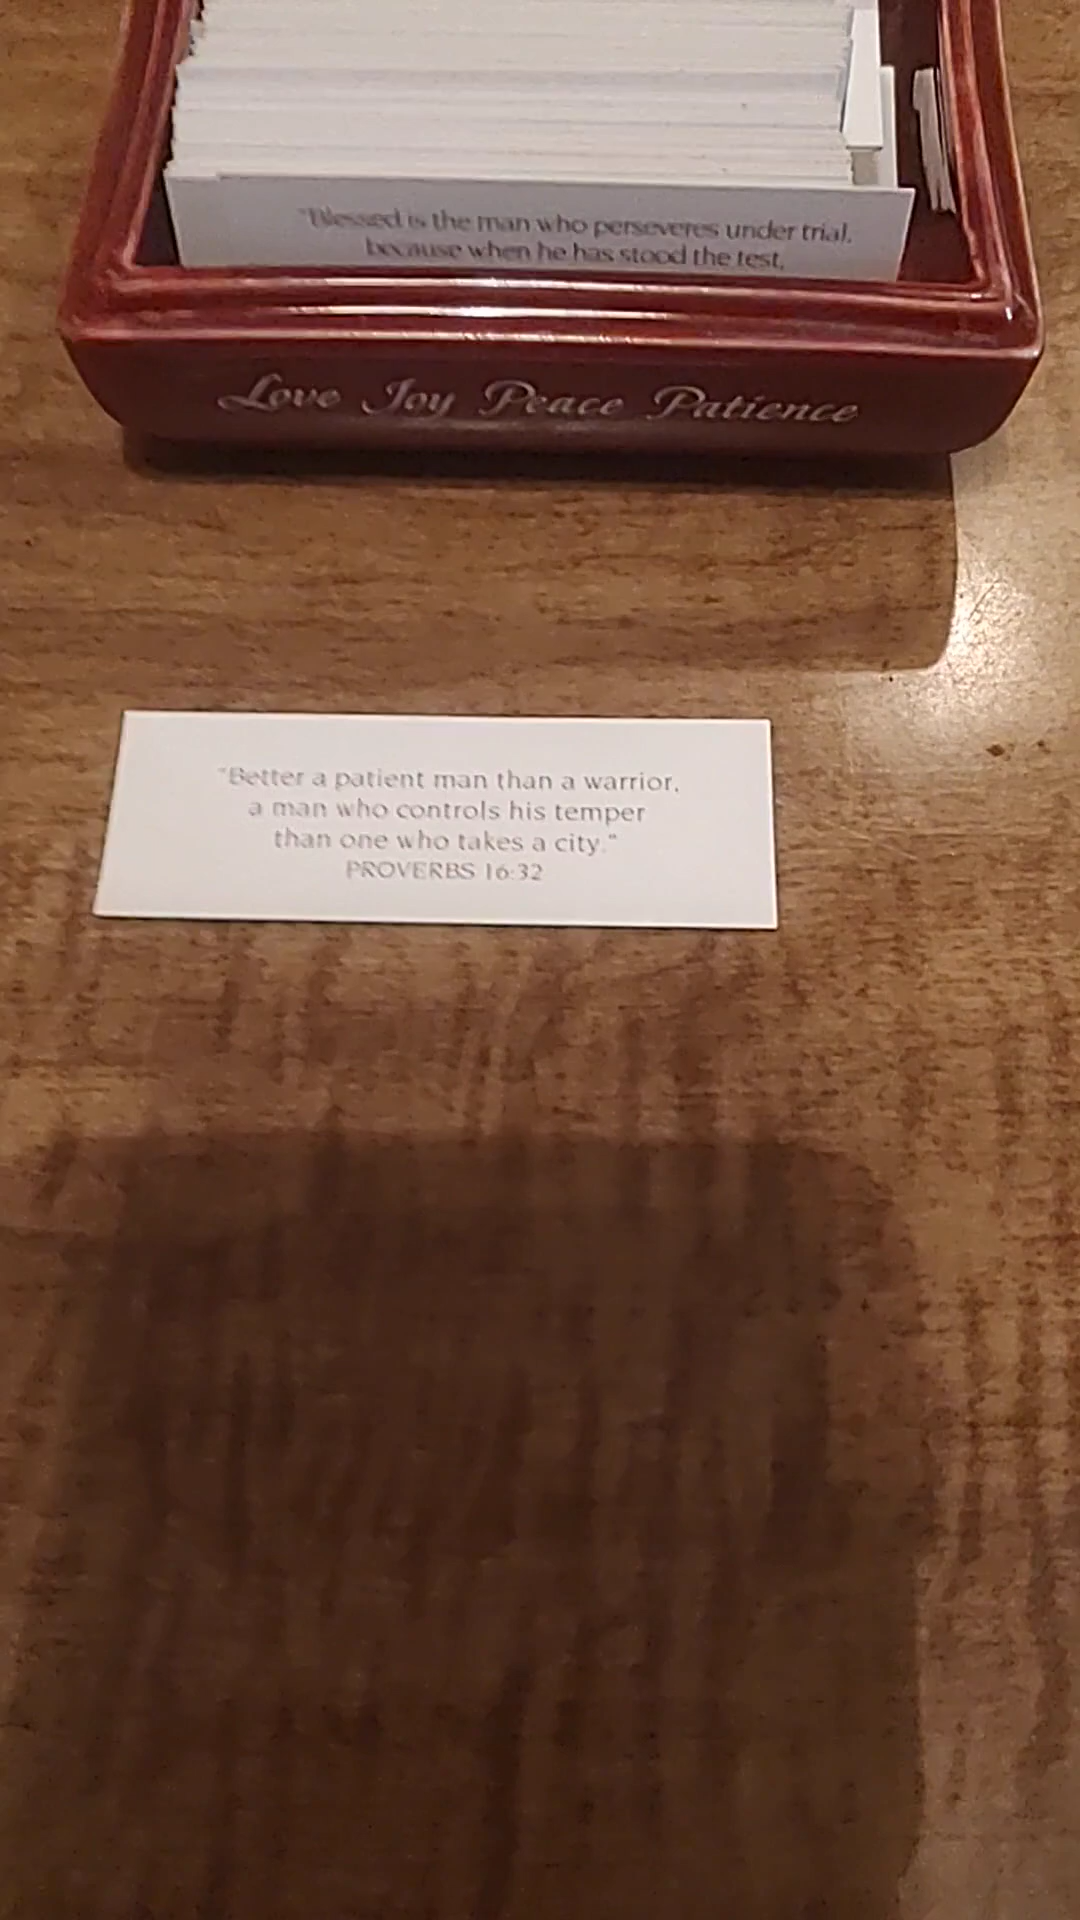 "Blessed is the man who perseveres under trial,
because when he has stood the test,
Love Joy Peace Patience
"Better a patient man than a warrior,
a man who controls his temper
than one who takes a city."
PROVERBS 16:32